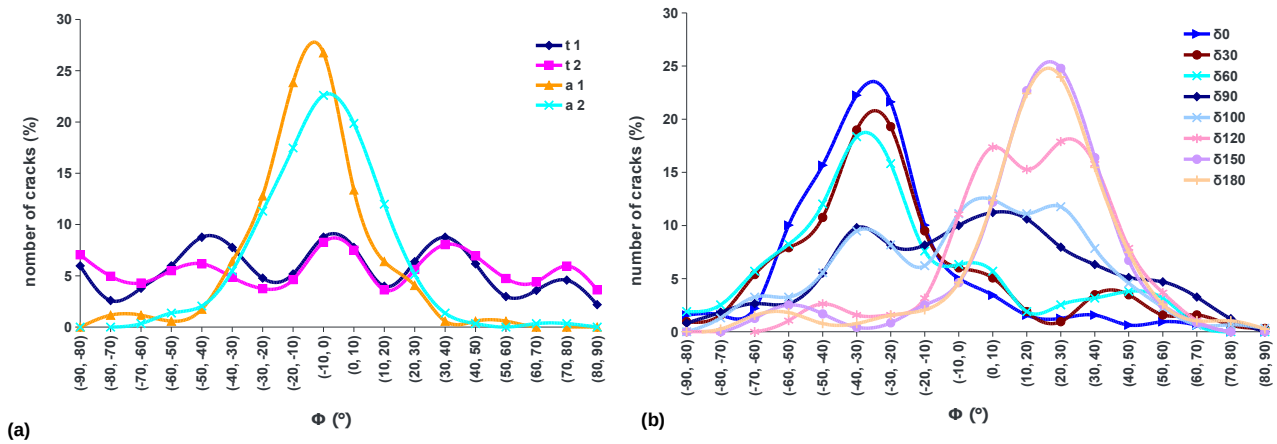 30
25
20
15
10
5
0
nomber of cracks (%)
t 1
t 2
a 1
a 2
(-90, -80)
(-80, -70)
(-70, -60)
(-60, -50)
(-50, -40)
(-40, -30)
(-30, -20)
(-20, -10)
(-10, 0)
(0, 10)
(10, 20)
(20, 30)
(30, 40)
(40, 50)
(50, 60)
(60, 70)
(70, 80)
(80, 90)
Φ (°)
(a)
30
25
20
15
10
5
0
number of cracks (%)
δ0
δ30
δ60
δ90
δ100
δ120
δ150
δ180
(-90, -80)
(-80, -70)
(-70, -60)
(-60, -50)
(-50, -40)
(-40, -30)
(-30, -20)
(-20, -10)
(-10, 0)
(0, 10)
(10, 20)
(20, 30)
(30, 40)
(40, 50)
(50, 60)
(60, 70)
(70, 80)
(80, 90)
Φ (°)
(b)